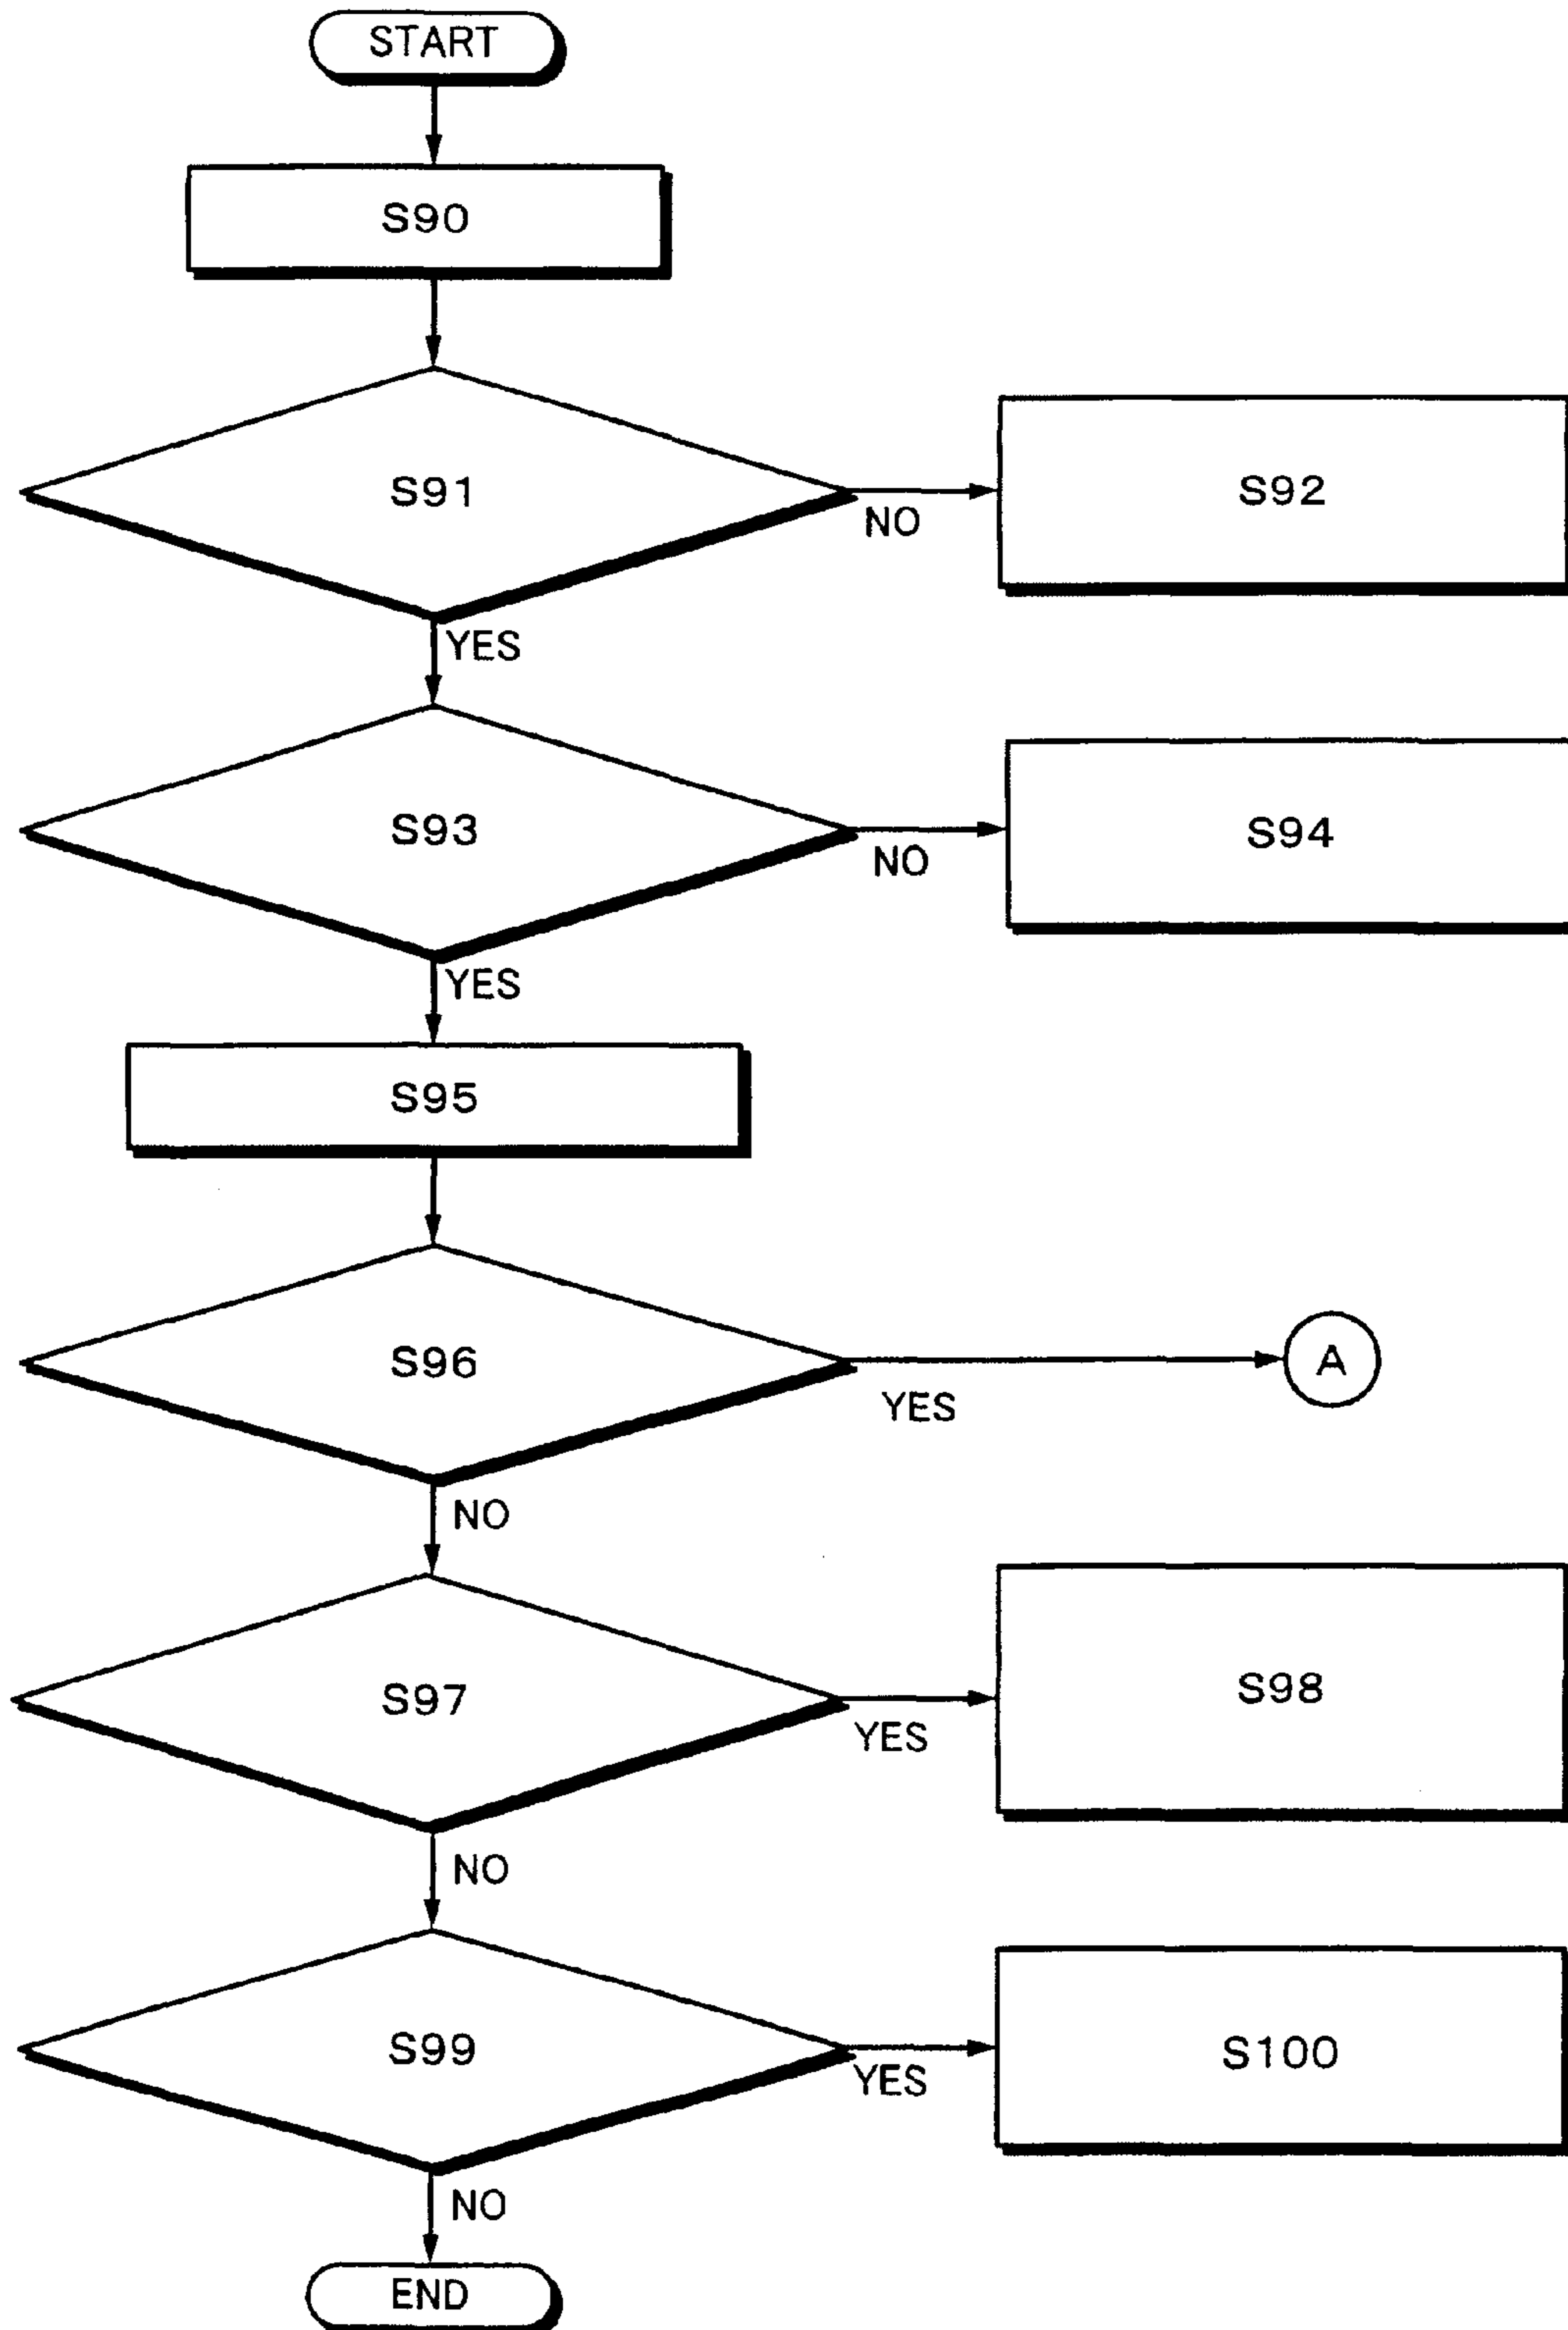 START
S90
S91
NO
S92
YES
S93
NO
S94
YES
S95
S96
YES
A
NO
S97
YES
S98
NO
S99
YES
S100
NO
END